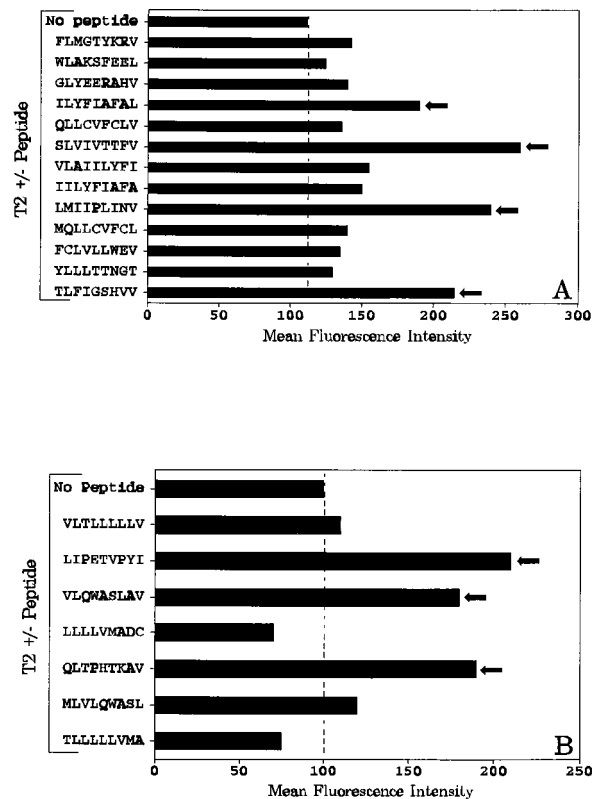 No peptide
FLMGTYKRV
WLAKSFEEL
GLYEERAHV
ILYFIAFAL
QLLCVFCLV
SLVIVTTFV
VLAIILYFI
IILYFIAFA
LMIIPLINV
MQLLCVFCL
FCLVLLWEV
YLLLTTNGT
TLFIGSHVV
T2 +/- Peptide
A
0 50 100 150 200 250 300
Mean Fluorescence Intensity
No Peptide
VLTLLLLLV
LIPETVPYI
VLQWASLAV
LLLLVMADC
QLTPHTKAV
MLVLQWASL
TLLLLLVMA
T2 +/- Peptide
B
0 50 100 150 200 250
Mean Fluorescence Intensity